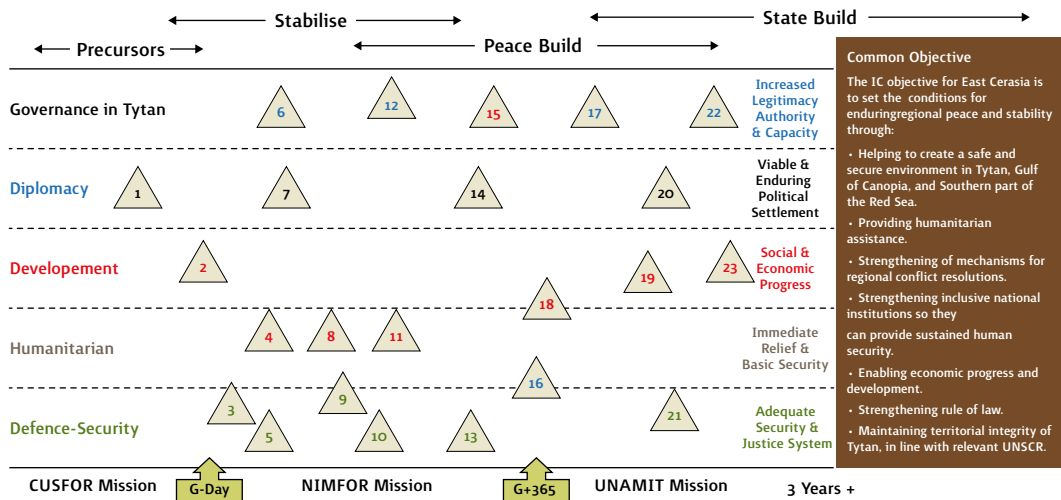 Stabilise
State Build
Precursors
Peace Build
Governance in Tytan
6
12
15
17
22
Increased
Legitimacy
Authority
& Capacity
Diplomacy
1
7
14
20
Viable &
Enduring
Political
Settlement
Developement
2
18
19
23
Social &
Economic
Progress
Humanitarian
4
8
11
16
Immediate
Relief &
Basic Security
Defence-Security
3
5
9
10
13
21
Adequate
Security
& Justice System
CUSFOR Mission
G-Day
NIMFOR Mission
G+365
UNAMIT Mission
3 Years +
Common Objective
The IC objective for East Cerasia is
to set the conditions for
enduringregional peace and stability
through:
• Helping to create a safe and
secure environment in Tytan, Gulf
of Canopia, and Southern part of
the Red Sea.
• Providing humanitarian
assistance.
• Strengthening of mechanisms for
regional conflict resolutions.
• Strengthening inclusive national
institutions so they
can provide sustained human
security.
• Enabling economic progress and
development.
• Strengthening rule of law.
• Maintaining territorial integrity of
Tytan, in line with relevant UNSCR.